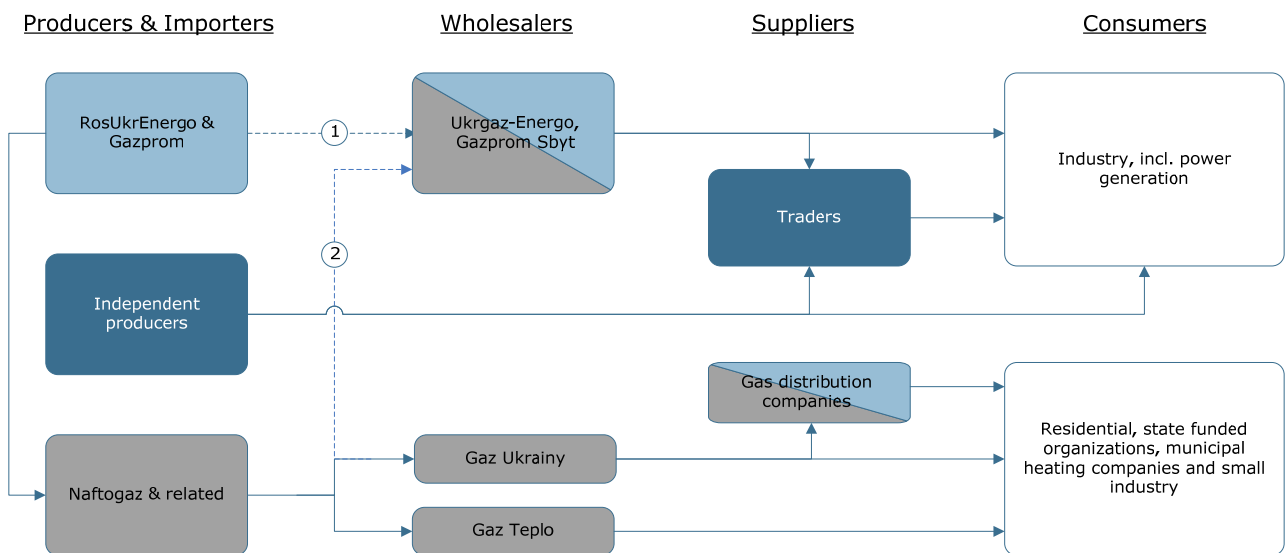 Producers & Importers
Wholesalers
Suppliers
Consumers
RosUkrEnergo &
Gazprom
1
Ukrgaz-Energo,
Gazprom Sbyt
Industry, incl. power
generation
Traders
2
Independent
producers
Gas distribution
companies
Residential, state funded
organizations, municipal
heating companies and small
industry
Gaz Ukrainy
Naftogaz & related
Gaz Teplo